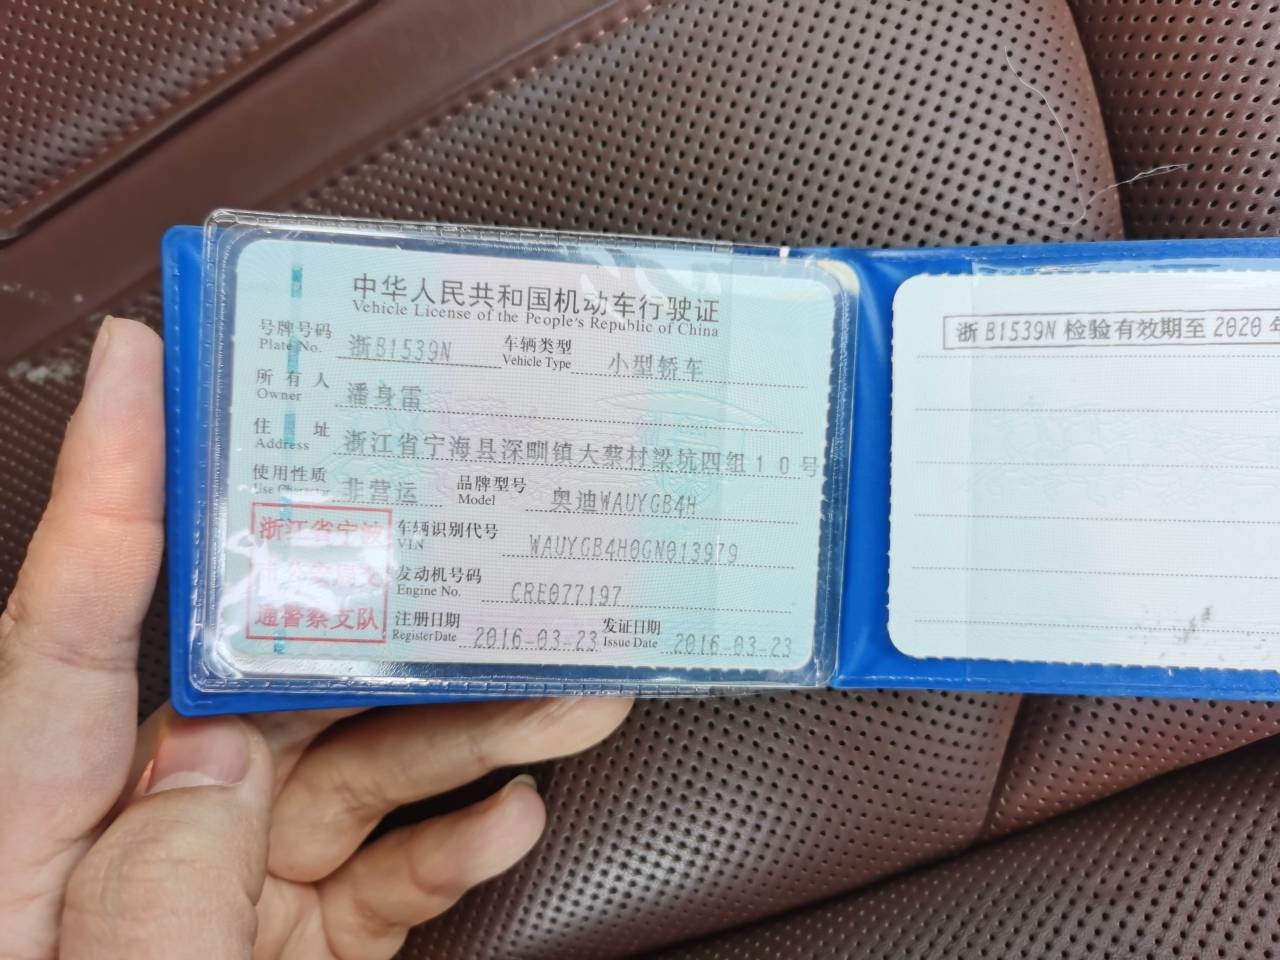 中华人民共和国机动车行驶证
Vehicle License of the People's Republic of China
号牌号码 浙B1539N 车辆类型 小型轿车
Plate No. Vehicle Type
所有人 潘身雷
Owner
住址 浙江省宁海县深甽镇大蔡村梁坑四组10号
Address
使用性质 非营运 品牌型号 奥迪WAUYGB4H
Use Character Model
浙江省宁波
通警察支队
车辆识别代号 WAUYGB4H0GN013979
VIN
发动机号码 CRE077197
Engine No.
注册日期 2016-03-23 发证日期 2016-03-23
Register Date Issue Date
浙B1539N 检验有效期至 2020年